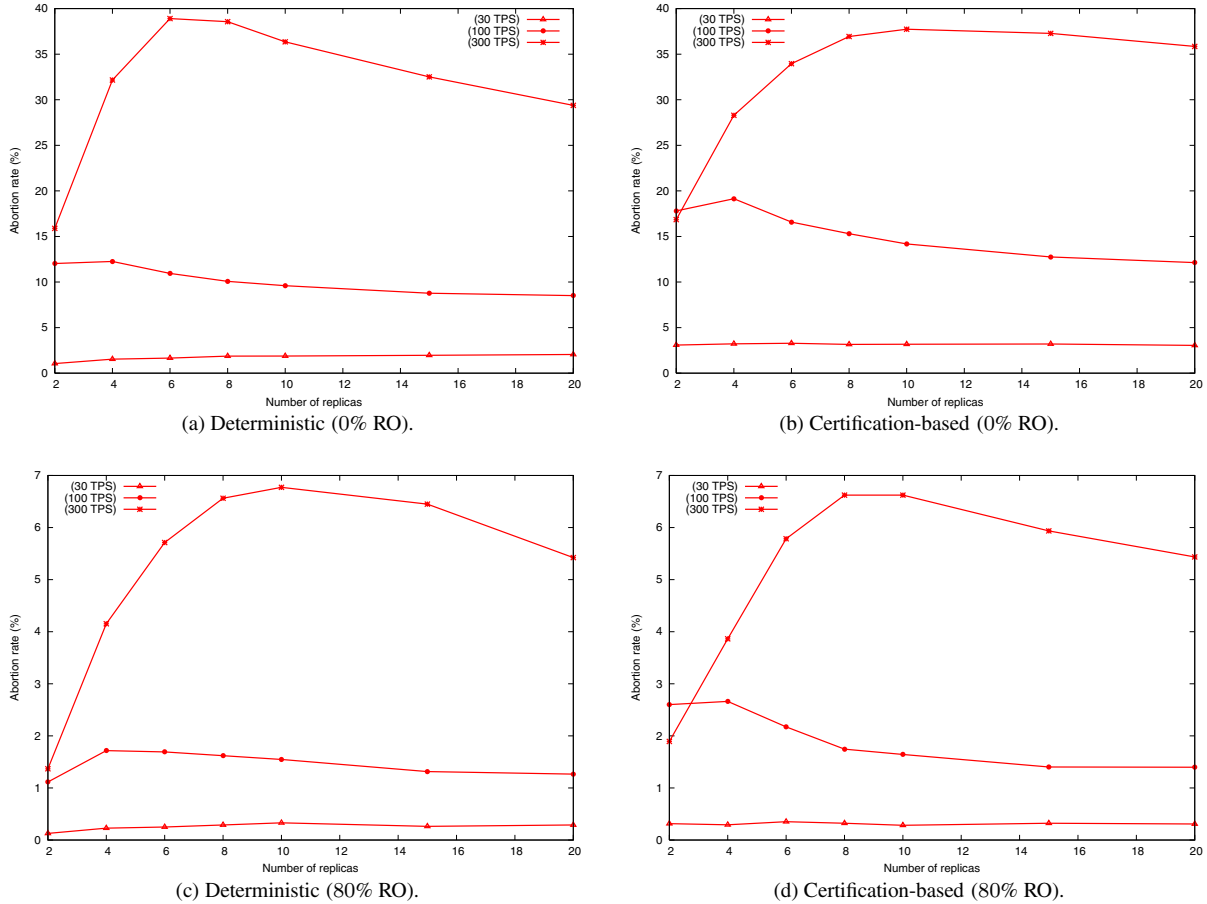 40
35
30
25
20
15
10
5
0
Abortion rate (%)
(30 TPS)
(100 TPS)
(300 TPS)
2 4 6 8 10 12 14 16 18 20
Number of replicas
(a) Deterministic (0% RO).
40
35
30
25
20
15
10
5
0
Abortion rate (%)
(30 TPS)
(100 TPS)
(300 TPS)
2 4 6 8 10 12 14 16 18 20
Number of replicas
(b) Certification-based (0% RO).
7
6
5
4
3
2
1
0
Abortion rate (%)
(30 TPS)
(100 TPS)
(300 TPS)
2 4 6 8 10 12 14 16 18 20
Number of replicas
(c) Deterministic (80% RO).
7
6
5
4
3
2
1
0
Abortion rate (%)
(30 TPS)
(100 TPS)
(300 TPS)
2 4 6 8 10 12 14 16 18 20
Number of replicas
(d) Certification-based (80% RO).